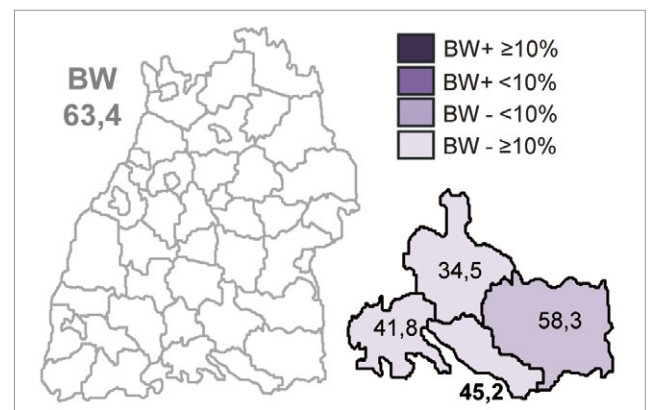 BW
63,4
BW+ ≥10%
BW+ <10%
BW - <10%
BW - ≥10%
34,5
41,8
58,3
45,2